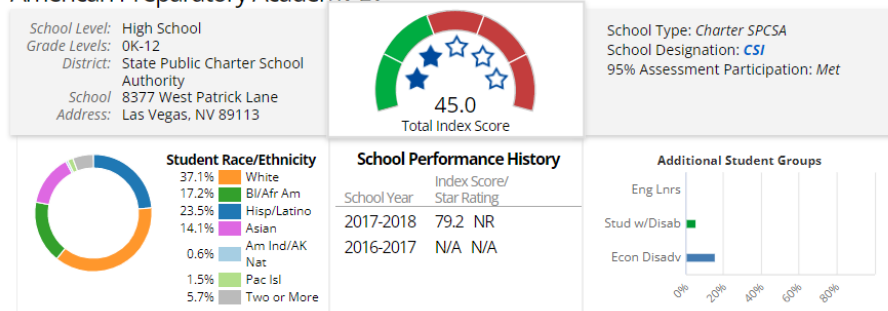 School Level: High School
Grade Levels: 0K-12
District: State Public Charter School
Authority
School 8377 West Patrick Lane
Address: Las Vegas, NV 89113
45.0
Total Index Score
School Type: Charter SPCSA
School Designation: CSI
95% Assessment Participation: Met
Student Race/Ethnicity
37.1% White
17.2% Bl/Afr Am
23.5% Hisp/Latino
14.1% Asian
0.6% Am Ind/AK
Nat
1.5% Pac Isl
5.7% Two or More
School Performance History
School Year Index Score/
Star Rating
2017-2018 79.2 NR
2016-2017 N/A N/A
Additional Student Groups
Eng Lnrs
Stud w/Disab
Econ Disadv
0% 20% 40% 60% 80%